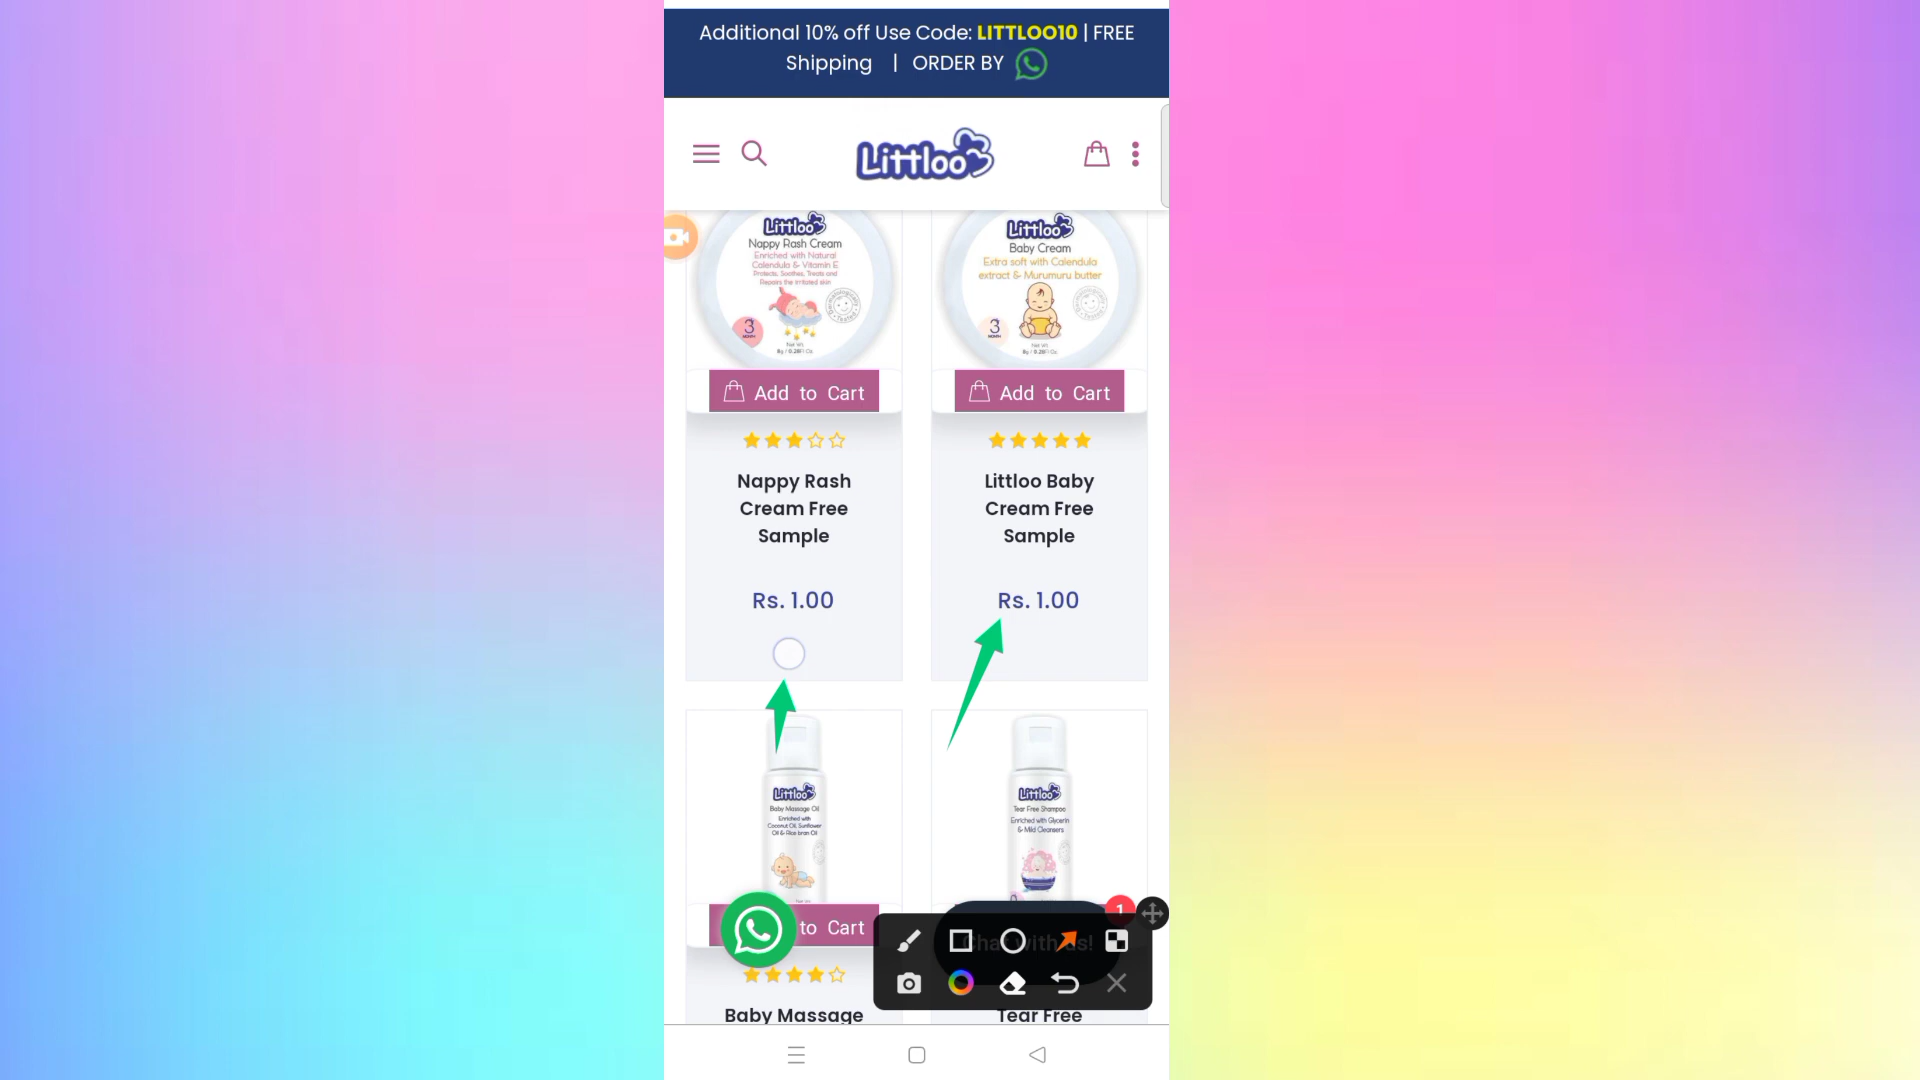 Additional 10% off Use Code: LITTLOO10 | FREE
Shipping | ORDER BY
Littloo
Littloo
Nappy Rash Cream
Enriched with Natural
Calendula & Vitamin E
Protects, Soothes, Treats and
Repairs the irritated skin
3
MONTH
Net Wt.
8g / 0.28Fl Oz.
Add to Cart
Nappy Rash
Cream Free
Sample
Rs. 1.00
Littloo
Baby Cream
Extra soft with Calendula
extract & Murumuru butter
3
MONTH
Net Wt.
8g / 0.28Fl Oz.
Add to Cart
Littloo Baby
Cream Free
Sample
Rs. 1.00
Littloo
Baby Massage Oil
Enriched with
Coconut Oil, Sunflower
Oil & Rice bran Oil
to Cart
Baby Massage
Littloo
Tear Free Shampoo
Enriched with Glycerin
& Mild Cleansers
1
Chat with us!
Tear Free